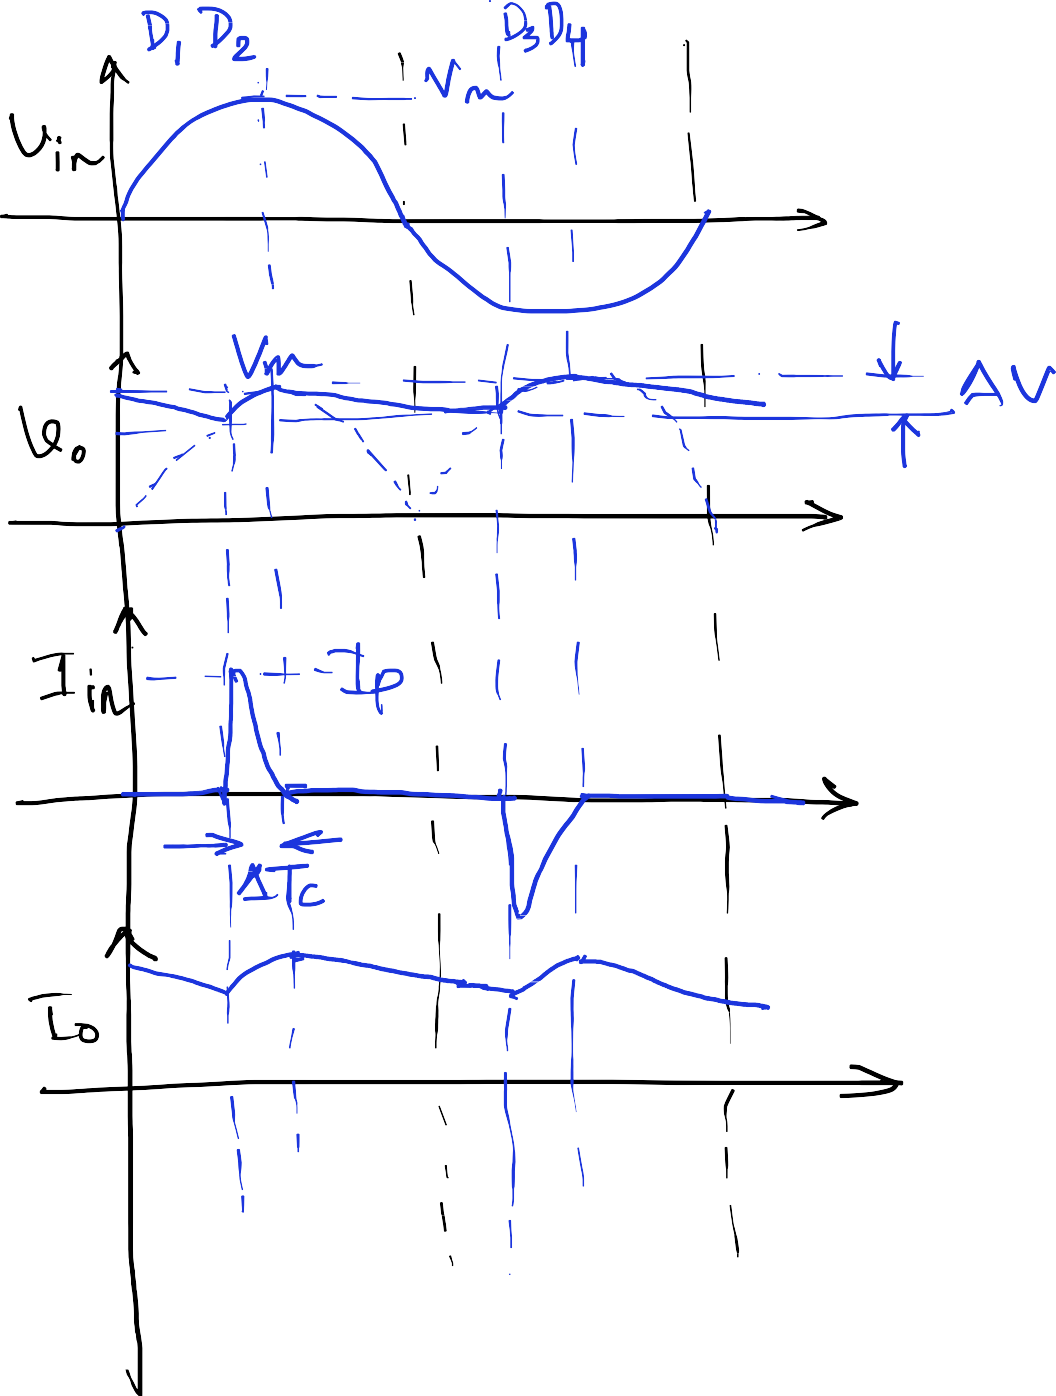 D₁ D₂ D₃ D₄
Vm
Vin
Vm
ΔV
Vo
Iin
Ip
ΔTc
Io